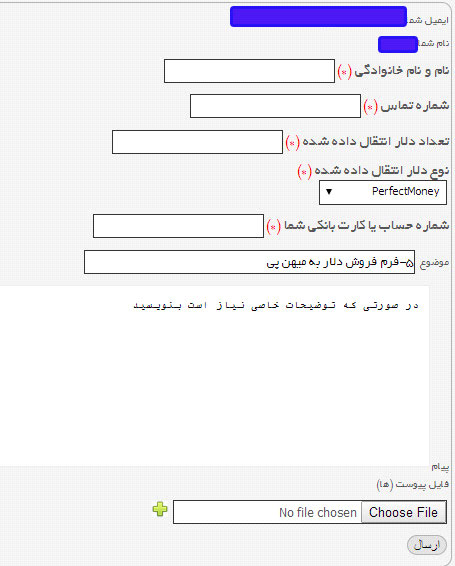 ایمیل شما:
نام شما:
نام و نام خانوادگی (*)
شماره تماس (*)
تعداد دلار انتقال داده شده (*)
نوع دلار انتقال داده شده (*)
PerfectMoney
شماره حساب یا کارت بانکی شما (*)
موضوع ۵-فرم فروش دلار به میهن پی
در صورتی که توضیحات خاصی نیاز است بنویسید
پیام
فایل پیوست (ها)
Choose File No file chosen
ارسال